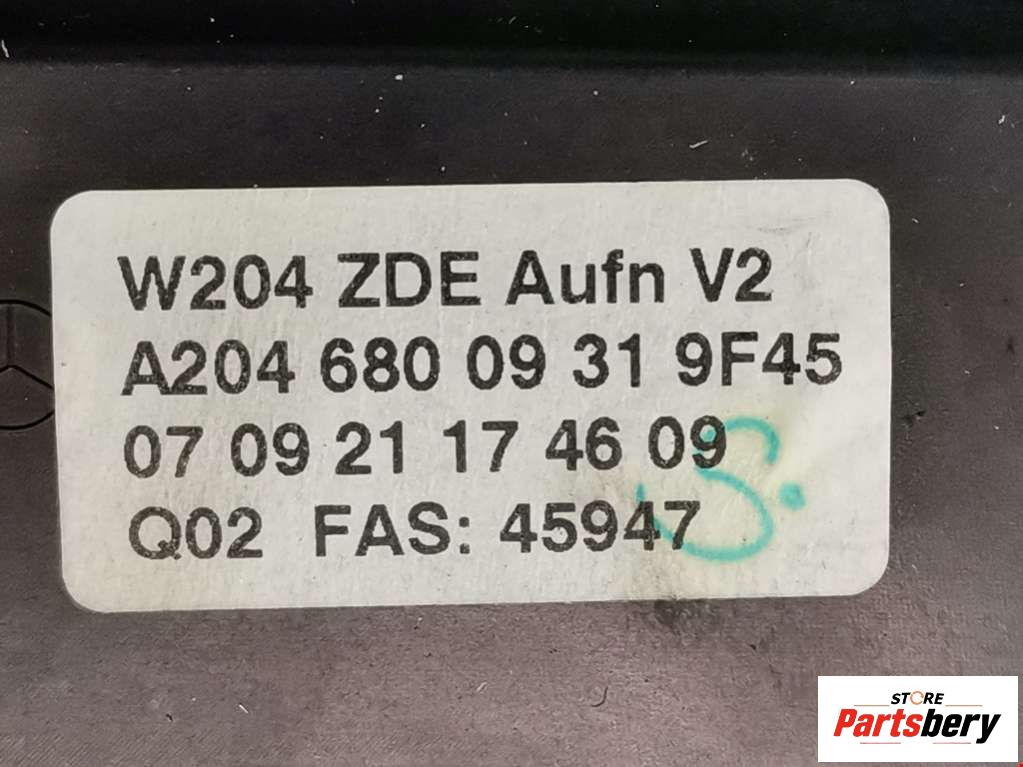 W204 ZDE Aufn V2
A204 680 09 31 9F45
07 09 21 17 46 09
Q02 FAS: 45947
S.
STORE
Partsbery